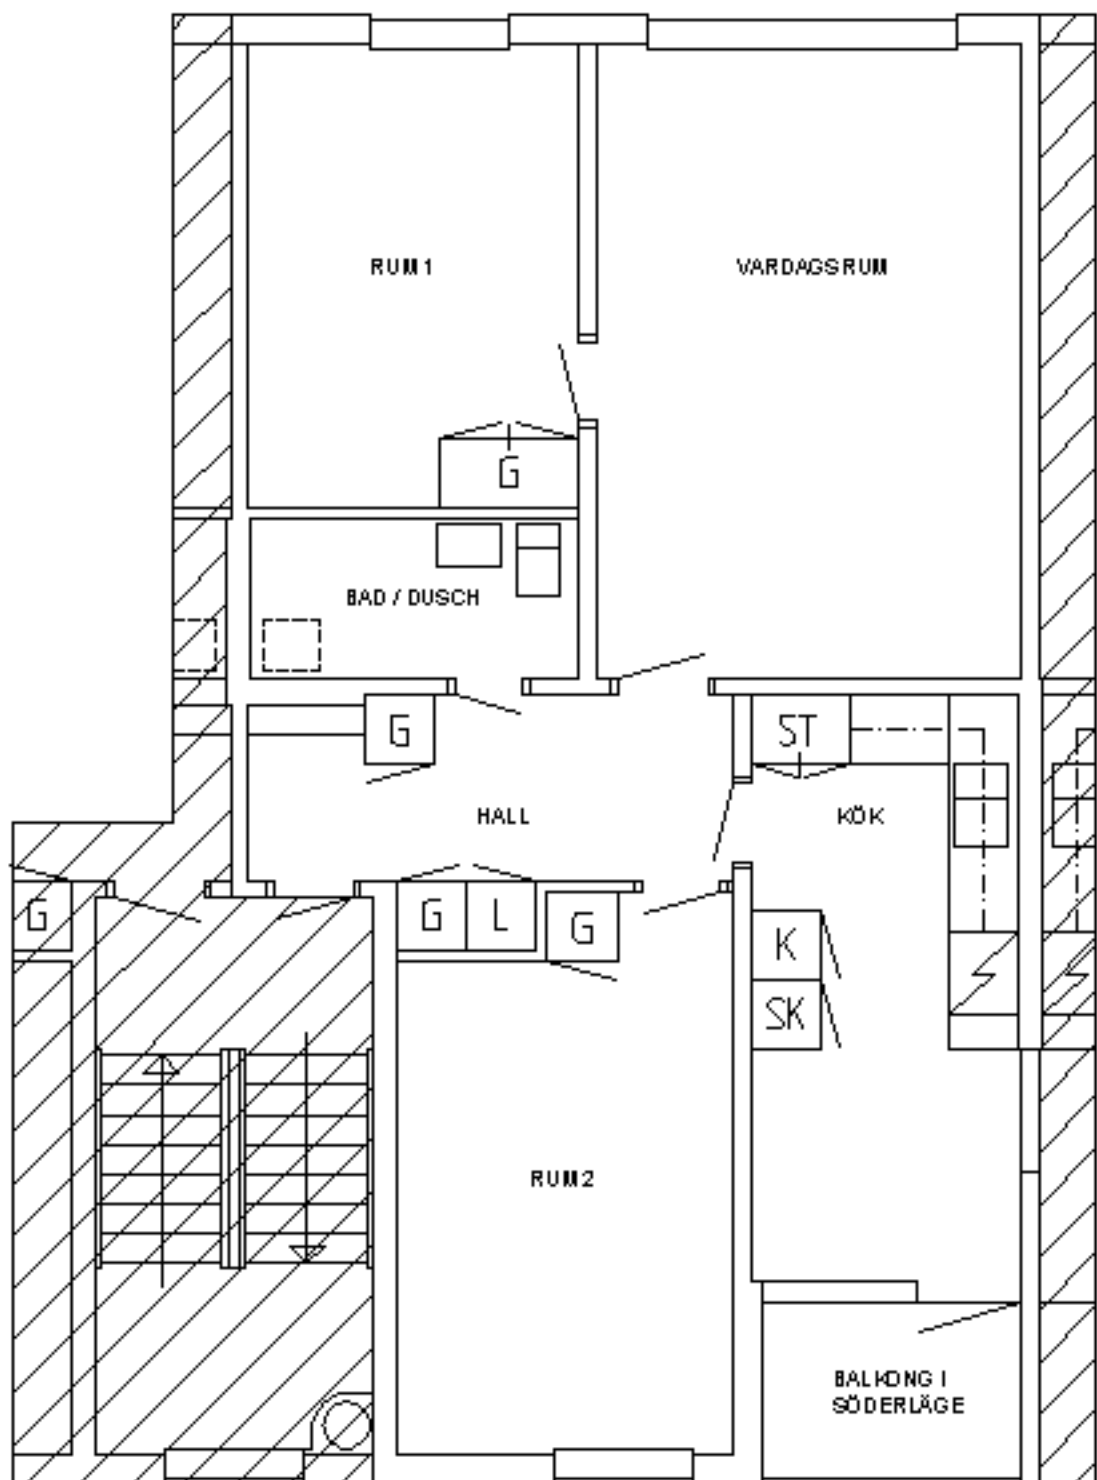 RUM 1
VARDAGSRUM
G
BAD / DUSCH
G
ST
HALL
KÖK
G
G
L
G
K
SK
RUM 2
BALKONG I
SÖDERLÄGE